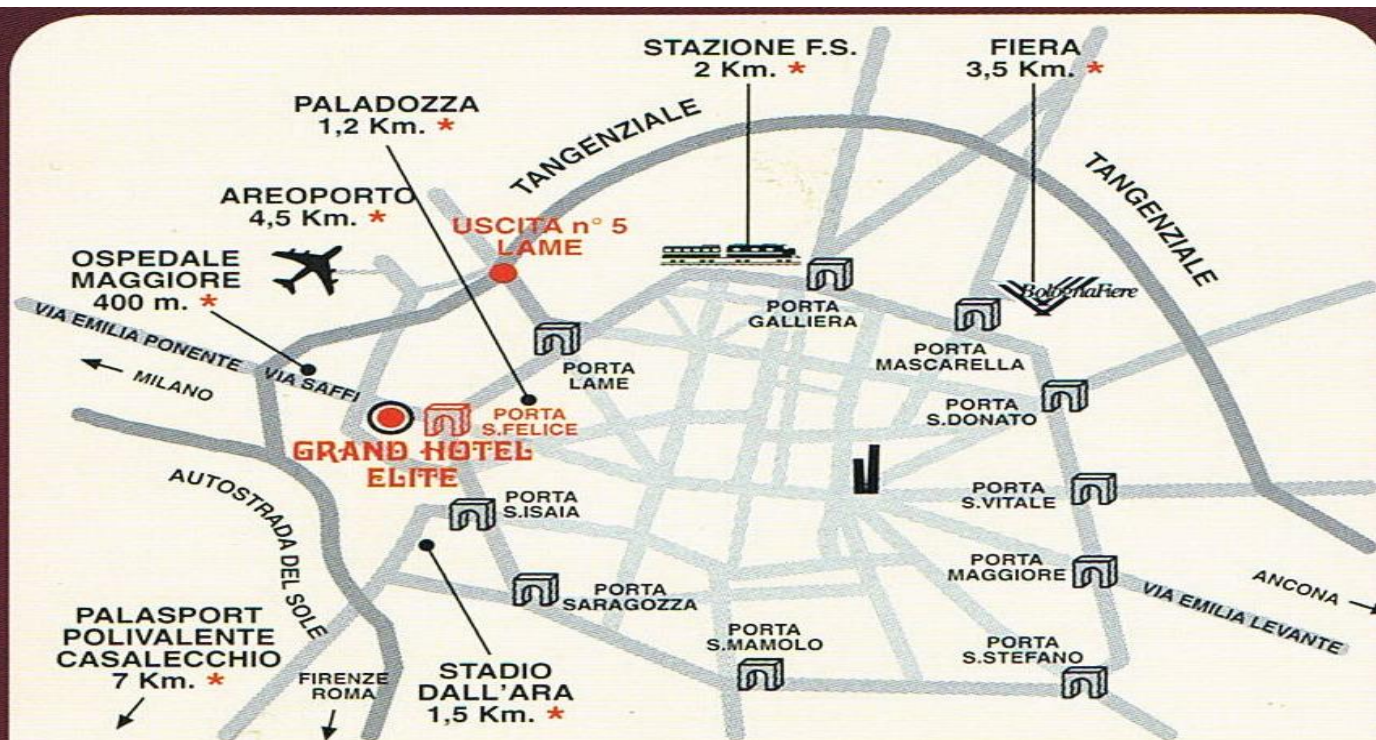 STAZIONE F.S.
2 Km. *
FIERA
3,5 Km. *
PALADOZZA
1,2 Km. *
TANGENZIALE
TANGENZIALE
AREOPORTO
4,5 Km. *
USCITA n° 5
LAME
OSPEDALE
MAGGIORE
400 m. *
BolognaFiere
PORTA
GALLIERA
VIA EMILIA PONENTE
MILANO
VIA SAFFI
PORTA
LAME
PORTA
MASCARELLA
PORTA
S.FELICE
PORTA
S.DONATO
GRAND HOTEL
ELITE
AUTOSTRADA DEL SOLE
PORTA
S.ISAIA
PORTA
S.VITALE
PORTA
MAGGIORE
ANCONA
VIA EMILIA LEVANTE
PORTA
SARAGOZZA
PALASPORT
POLIVALENTE
CASALECCHIO
7 Km. *
FIRENZE
ROMA
STADIO
DALL'ARA
1,5 Km. *
PORTA
S.MAMOLO
PORTA
S.STEFANO